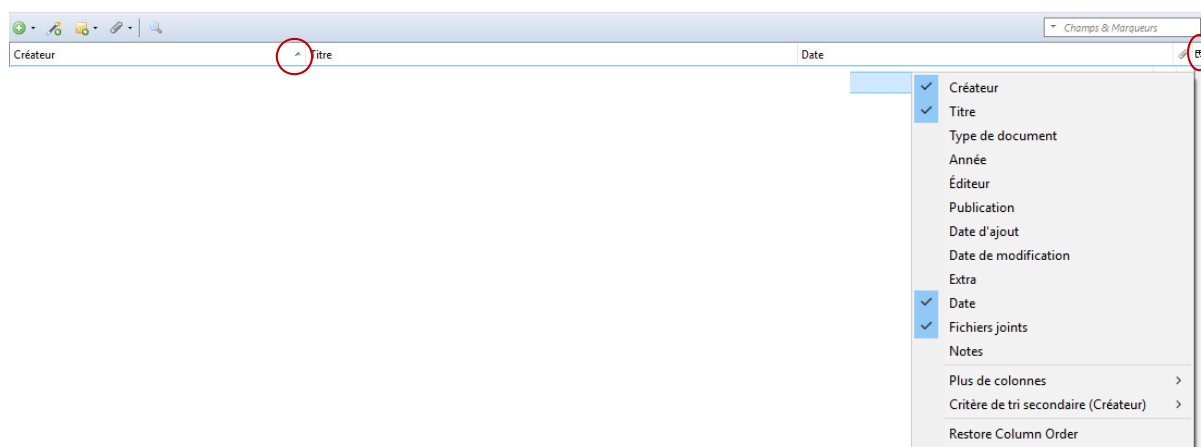 Champs & Marqueurs
Créateur Titre Date
Créateur
Titre
Type de document
Année
Éditeur
Publication
Date d'ajout
Date de modification
Extra
Date
Fichiers joints
Notes
Plus de colonnes
Critère de tri secondaire (Créateur)
Restore Column Order